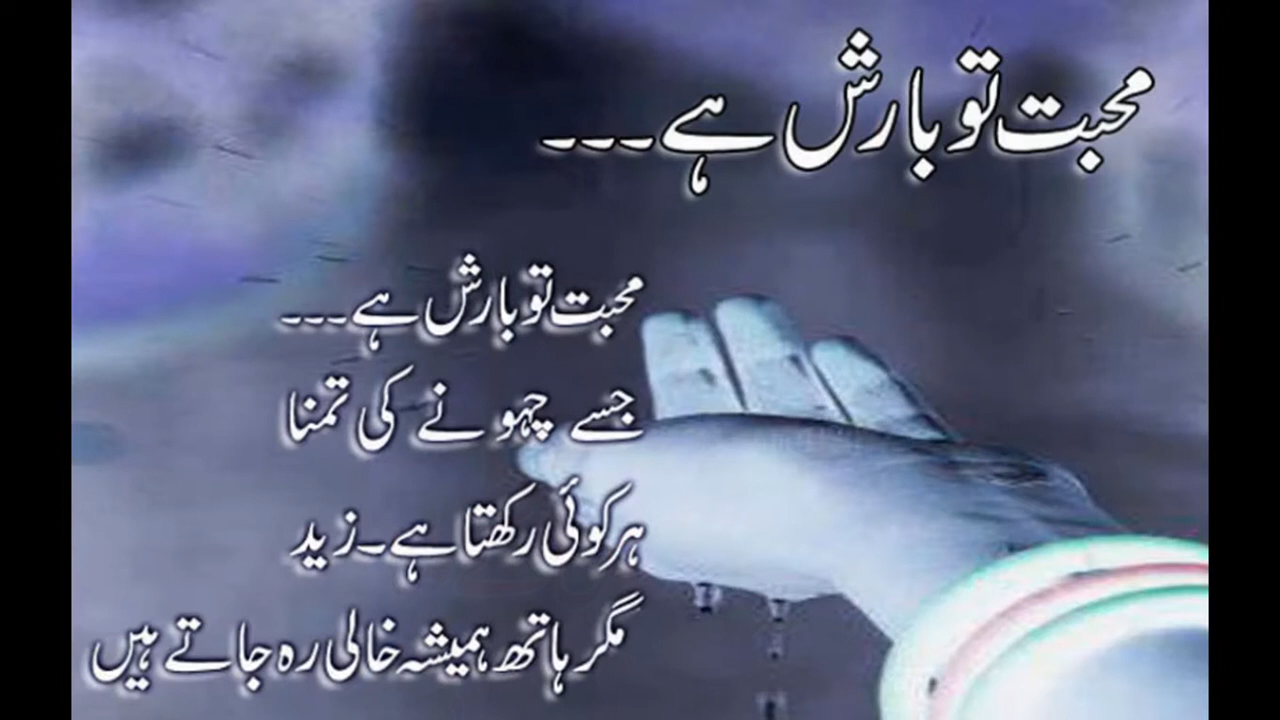 محبت تو بارش ہے۔۔۔
محبت تو بارش ہے۔۔۔
جسے چہونے کی تمنا
ہر کوئی رکھتا ہے۔ زید
مگر ہاتھ ہمیشہ خالی رہ جاتے ہیں